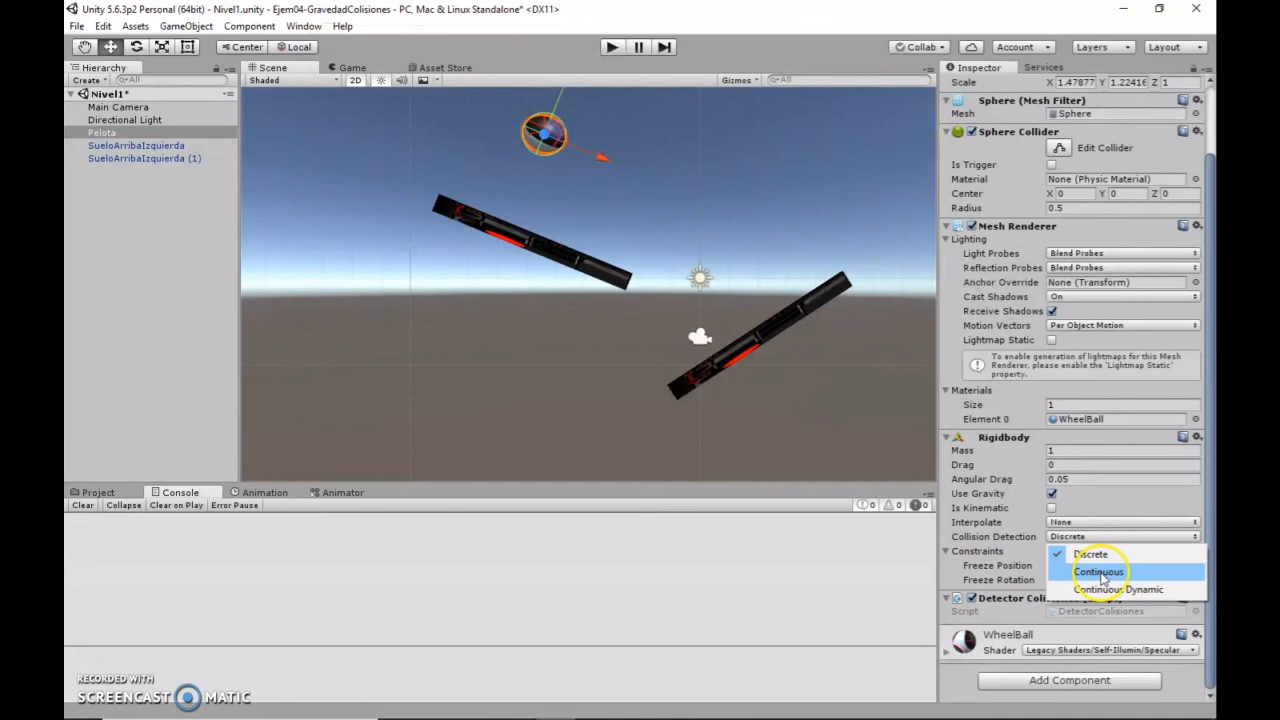 Unity 5.6.3p2 Personal (64bit) - Nivel1.unity - Ejem04-GravedadColisiones - PC, Mac & Linux Standalone* <DX11>
File Edit Assets GameObject Component Window Help
Center Local Collab Account Layers Layout
Hierarchy
Create All
Nivel1*
Main Camera
Directional Light
Pelota
SueloArribaIzquierda
SueloArribaIzquierda (1)
Scene Game Asset Store
Shaded 2D Gizmos All
Inspector Services
Scale X 1.47877 Y 1.22416 Z 1
Sphere (Mesh Filter)
Mesh Sphere
Sphere Collider
Edit Collider
Is Trigger
Material None (Physic Material)
Center X 0 Y 0 Z 0
Radius 0.5
Mesh Renderer
Lighting
Light Probes Blend Probes
Reflection Probes Blend Probes
Anchor Override None (Transform)
Cast Shadows On
Receive Shadows
Motion Vectors Per Object Motion
Lightmap Static
To enable generation of lightmaps for this Mesh
Renderer, please enable the 'Lightmap Static'
property.
Materials
Size 1
Element 0 WheelBall
Rigidbody
Mass 1
Drag 0
Angular Drag 0.05
Use Gravity
Is Kinematic
Interpolate None
Collision Detection Discrete
Constraints
Freeze Position
Freeze Rotation
Discrete
Continuous
Continuous Dynamic
Script DetectorColisiones
WheelBall
Shader Legacy Shaders/Self-Illumin/Specular
Add Component
Project Console Animation Animator
Clear Collapse Clear on Play Error Pause 0 0 0
RECORDED WITH
SCREENCAST MATIC